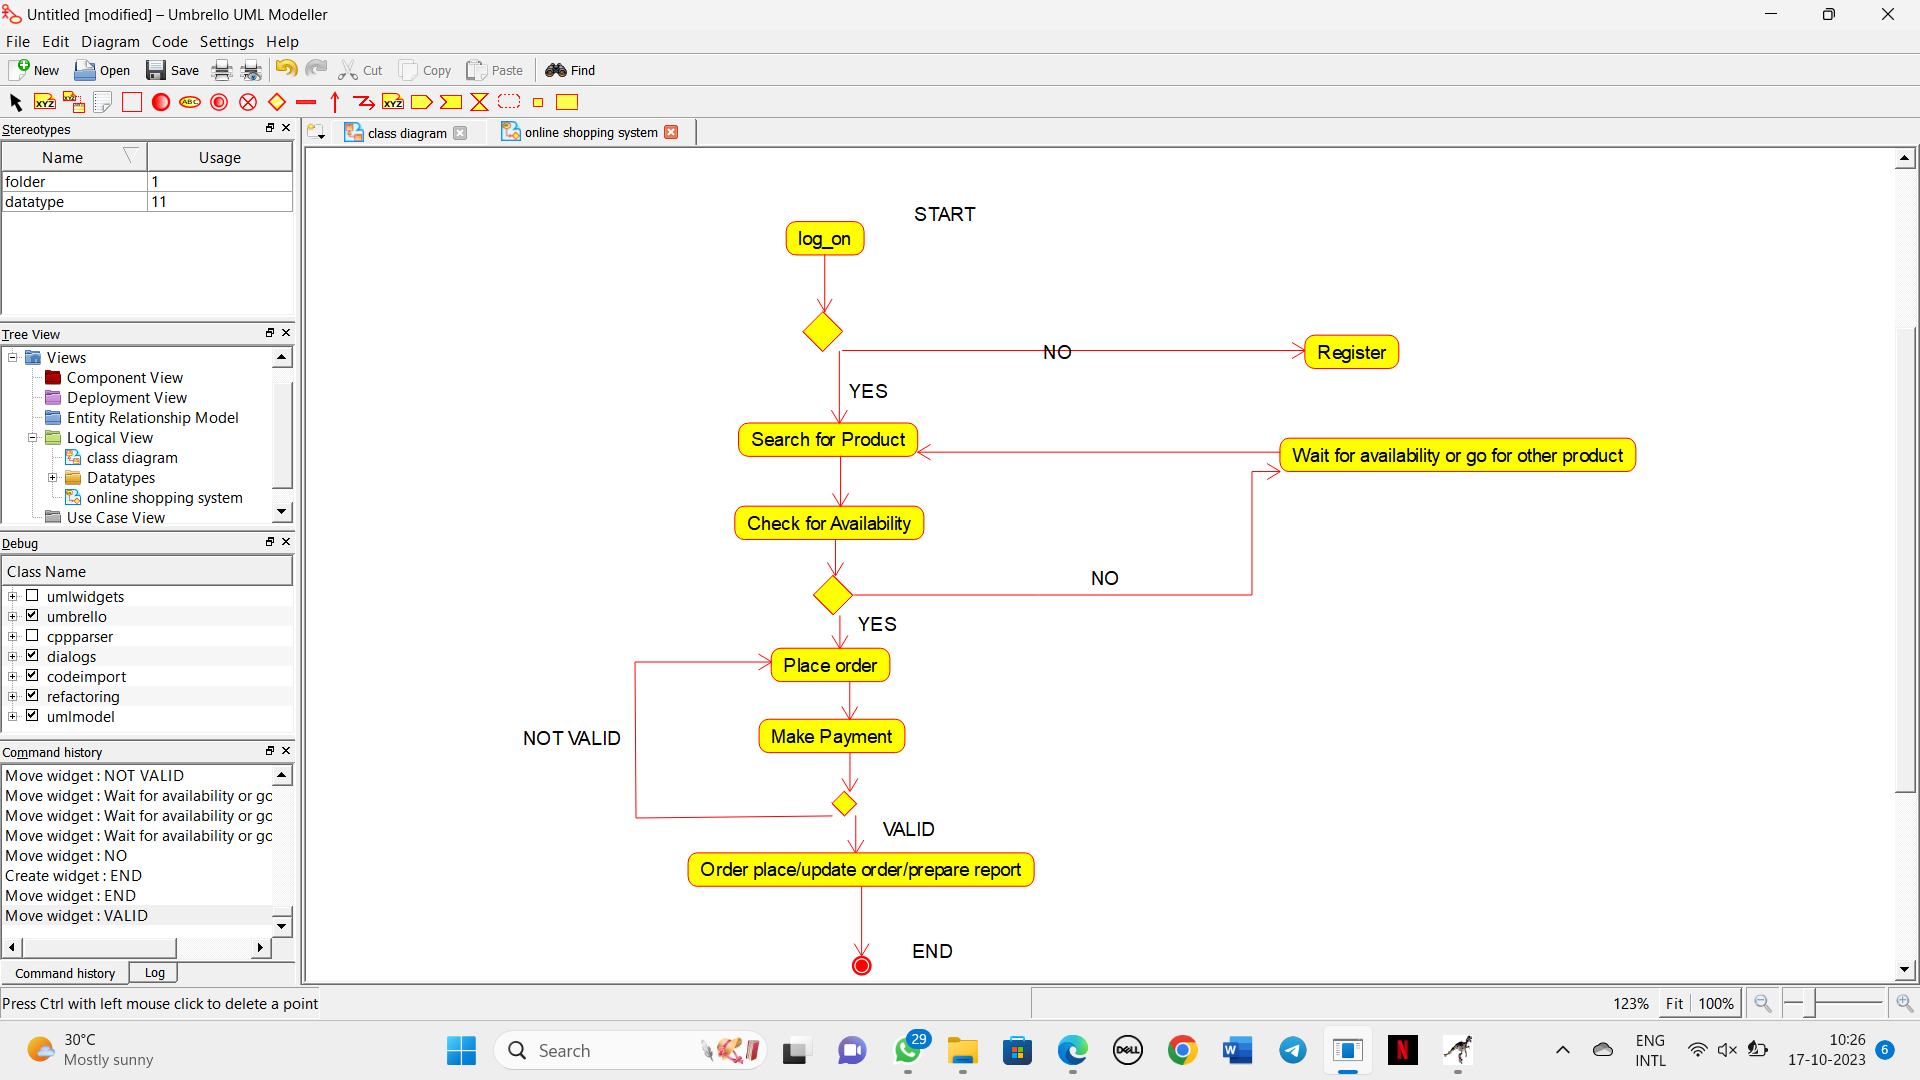 Untitled [modified] – Umbrello UML Modeller
File Edit Diagram Code Settings Help
New Open Save Cut Copy Paste Find
XYZ XYZ ABC XYZ
Stereotypes
class diagram online shopping system
Name Usage
folder 1
datatype 11
START
log_on
Tree View
Views
Component View
Deployment View
Entity Relationship Model
Logical View
class diagram
Datatypes
online shopping system
Use Case View
NO
Register
YES
Search for Product
Wait for availability or go for other product
Check for Availability
NO
YES
Place order
NOT VALID
Make Payment
VALID
Order place/update order/prepare report
END
Debug
Class Name
umlwidgets
umbrello
cppparser
dialogs
codeimport
refactoring
umlmodel
Command history
Move widget : NOT VALID
Move widget : Wait for availability or go
Move widget : Wait for availability or go
Move widget : Wait for availability or go
Move widget : NO
Create widget : END
Move widget : END
Move widget : VALID
Command history Log
Press Ctrl with left mouse click to delete a point
123% Fit 100%
30°C
Mostly sunny
Search
29
DELL
W
N
ENG
INTL
10:26
17-10-2023
6